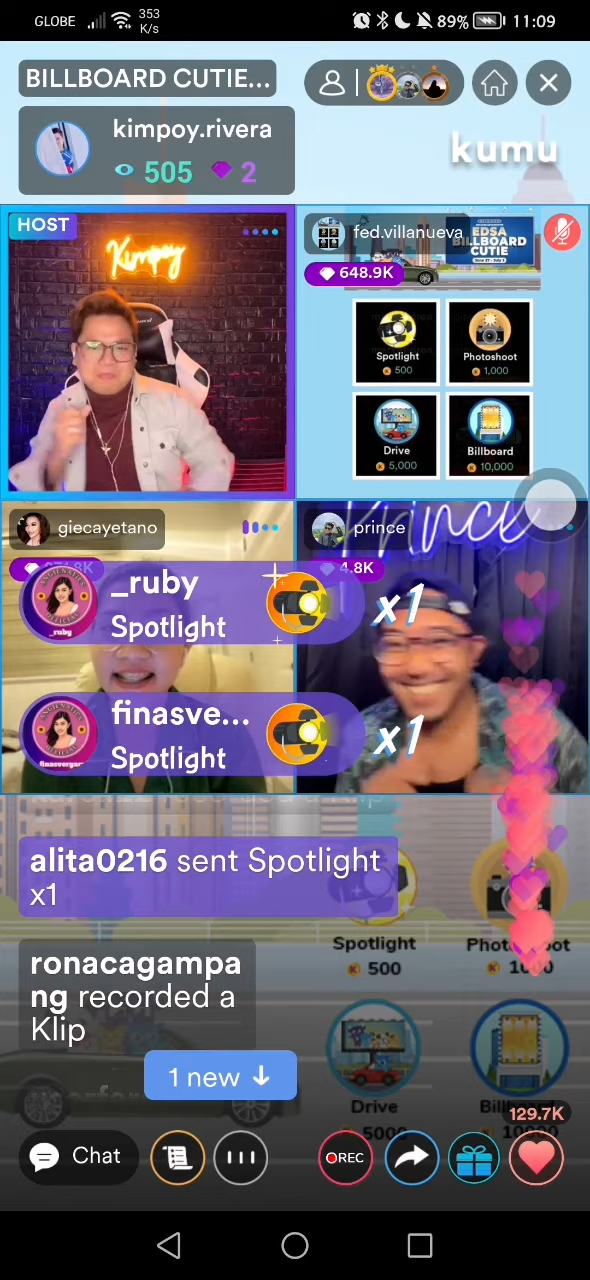 GLOBE 353 K/s 89% 11:09
BILLBOARD CUTIE...
kimpoy.rivera
505 2
kumu
HOST
Kimpoy
fed.villanueva
EDSA
BILLBOARD
CUTIE
648.9K
Spotlight
500
Photoshoot
1,000
Drive
5,000
Billboard
10,000
giecayetano
prince
Prince
4.8K
_ruby
Spotlight
x1
_ruby
finasve...
Spotlight
x1
alita0216 sent Spotlight
x1
ronacagampa
ng recorded a
Klip
Spotlight
500
1 new
Drive
129.7K
Chat
REC